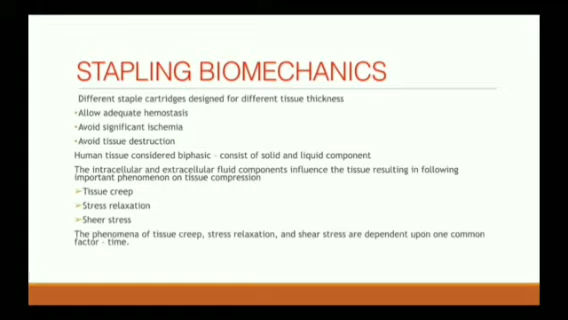 STAPLING BIOMECHANICS
Different staple cartridges designed for different tissue thickness
•Allow adequate hemostasis
•Avoid significant ischemia
•Avoid tissue destruction
Human tissue considered biphasic – consist of solid and liquid component
The intracellular and extracellular fluid components influence the tissue resulting in following
important phenomenon on tissue compression
➢Tissue creep
➢Stress relaxation
➢Sheer stress
The phenomena of tissue creep, stress relaxation, and shear stress are dependent upon one common
factor – time.